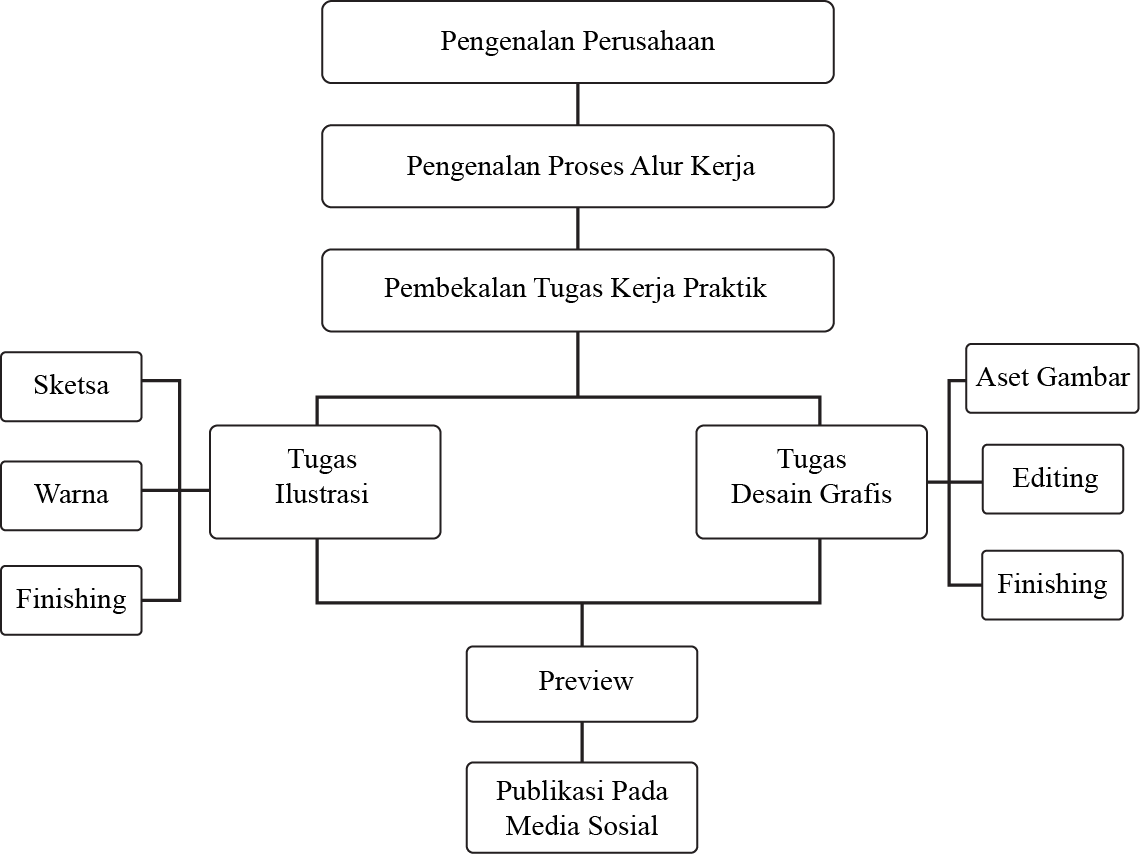 Pengenalan Perusahaan
Pengenalan Proses Alur Kerja
Pembekalan Tugas Kerja Praktik
Sketsa
Warna
Finishing
Tugas
Ilustrasi
Tugas
Desain Grafis
Aset Gambar
Editing
Finishing
Preview
Publikasi Pada
Media Sosial